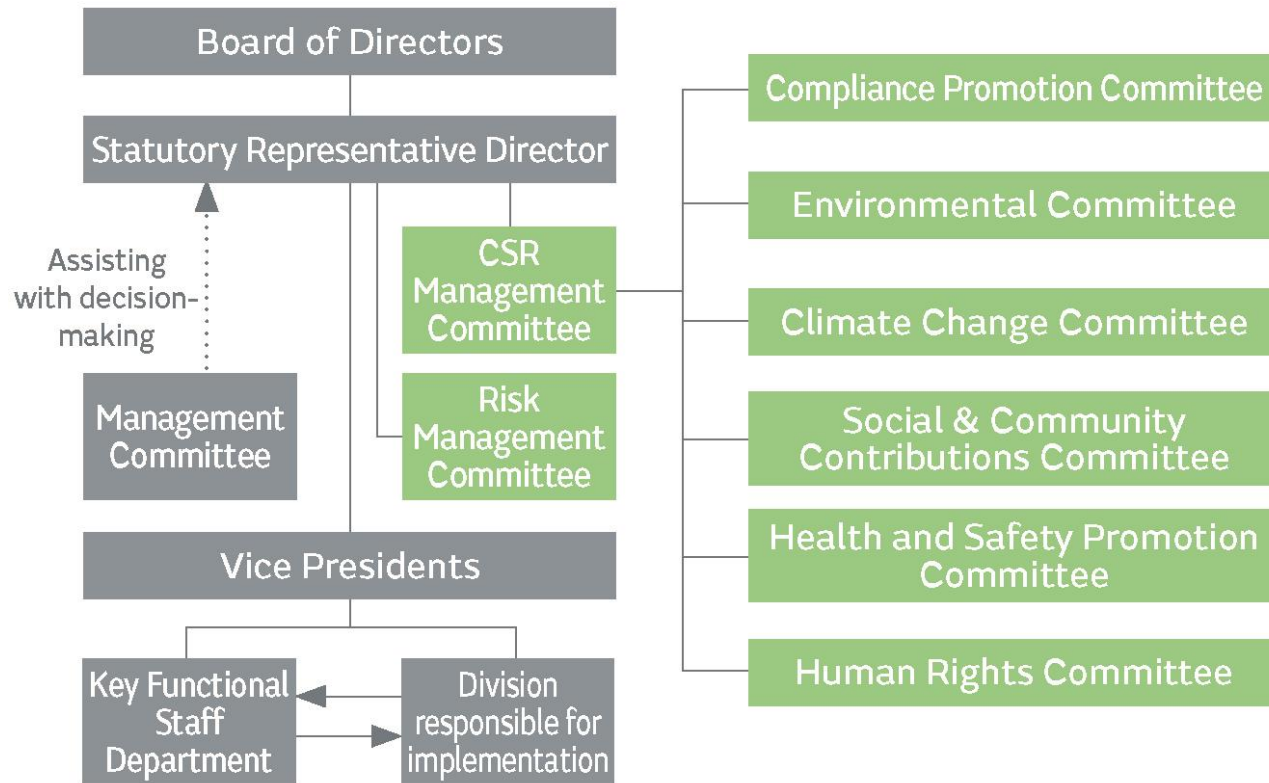 Board of Directors
Statutory Representative Director
Assisting
with decision-
making
Management
Committee
CSR
Management
Committee
Risk
Management
Committee
Vice Presidents
Key Functional
Staff
Department
Division
responsible for
implementation
Compliance Promotion Committee
Environmental Committee
Climate Change Committee
Social & Community
Contributions Committee
Health and Safety Promotion
Committee
Human Rights Committee